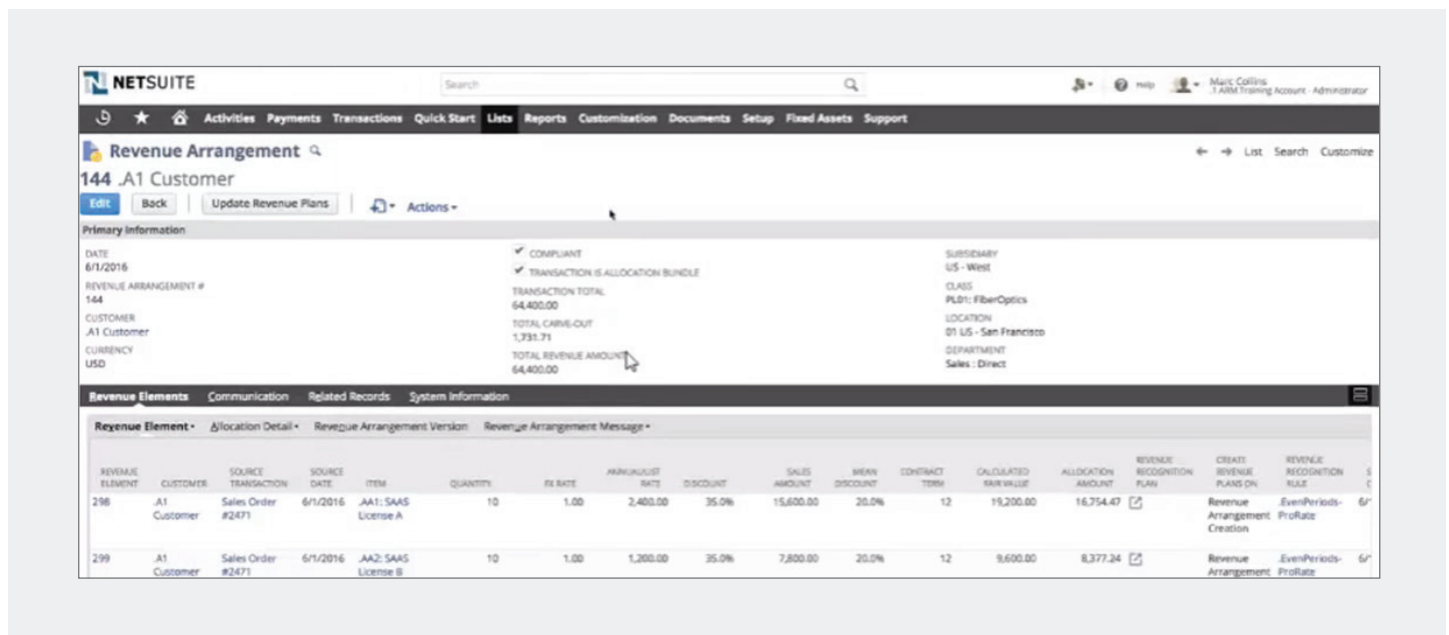 NETSUITE
Search
Help
Marc Collins
.1 ARM Training Account - Administrator
Activities Payments Transactions Quick Start Lists Reports Customization Documents Setup Fixed Assets Support
Revenue Arrangement
List Search Customize
144 .A1 Customer
Edit Back Update Revenue Plans Actions
Primary Information
DATE
6/1/2016
REVENUE ARRANGEMENT #
144
CUSTOMER
.A1 Customer
CURRENCY
USD
COMPLIANT
TRANSACTION IS ALLOCATION BUNDLE
TRANSACTION TOTAL
64,400.00
TOTAL CARVE-OUT
1,731.71
TOTAL REVENUE AMOUNT
64,400.00
SUBSIDIARY
US - West
CLASS
PL01: FiberOptics
LOCATION
01 US - San Francisco
DEPARTMENT
Sales : Direct
Revenue Elements Communication Related Records System Information
Revenue Element Allocation Detail Revenue Arrangement Version Revenue Arrangement Message
REVENUE CREATE REVENUE
REVENUE SOURCE SOURCE SALES MEAN CONTRACT CALCULATED ALLOCATION RECOGNITION REVENUE RECOGNITION
ELEMENT CUSTOMER TRANSACTION DATE ITEM QUANTITY FX RATE RATE DISCOUNT AMOUNT DISCOUNT TERM FAIR VALUE AMOUNT PLAN PLANS ON RULE
298 .A1 Sales Order 6/1/2016 .AA1: SAAS 10 1.00 2,400.00 35.0% 15,600.00 20.0% 12 19,200.00 16,754.47 Revenue .EvenPeriods- 6/
Customer #2471 License A Arrangement ProRate
Creation
299 .A1 Sales Order 6/1/2016 .AA2: SAAS 10 1.00 1,200.00 35.0% 7,800.00 20.0% 12 9,600.00 8,377.24 Revenue .EvenPeriods- 6/
Customer #2471 License B Arrangement ProRate